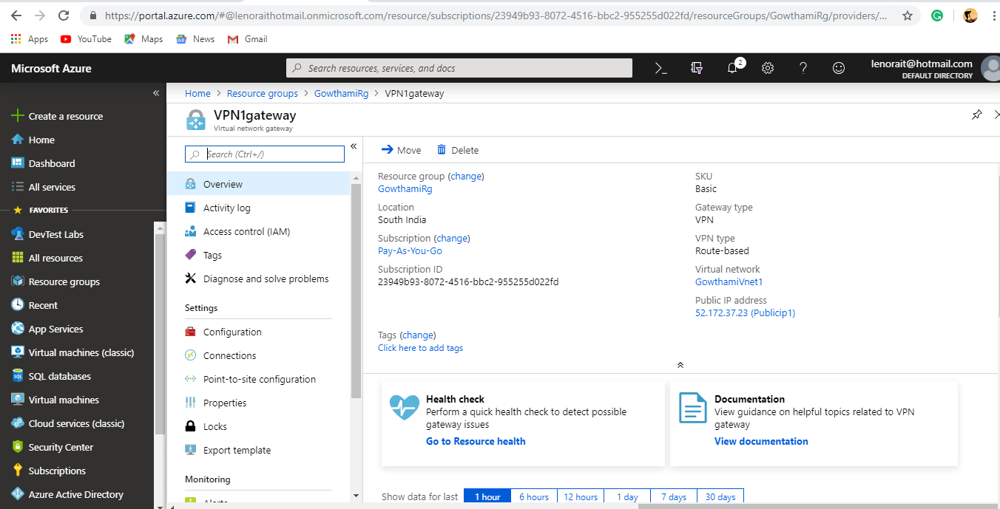 https://portal.azure.com/#@lenoraithotmail.onmicrosoft.com/resource/subscriptions/23949b93-8072-4516-bbc2-955255d022fd/resourceGroups/GowthamiRg/providers/...
Apps YouTube Maps News Gmail
Microsoft Azure
Search resources, services, and docs
2
lenorait@hotmail.com
DEFAULT DIRECTORY
Create a resource
Home
Dashboard
All services
FAVORITES
DevTest Labs
All resources
Resource groups
Recent
App Services
Virtual machines (classic)
SQL databases
Virtual machines
Cloud services (classic)
Security Center
Subscriptions
Azure Active Directory
Home > Resource groups > GowthamiRg > VPN1gateway
VPN1gateway
Virtual network gateway
Search (Ctrl+/)
Overview
Activity log
Access control (IAM)
Tags
Diagnose and solve problems
Settings
Configuration
Connections
Point-to-site configuration
Properties
Locks
Export template
Monitoring
Alerts
Move Delete
Resource group (change)
GowthamiRg
Location
South India
Subscription (change)
Pay-As-You-Go
Subscription ID
23949b93-8072-4516-bbc2-955255d022fd
Tags (change)
Click here to add tags
SKU
Basic
Gateway type
VPN
VPN type
Route-based
Virtual network
GowthamiVnet1
Public IP address
52.172.37.23 (Publicip1)
Health check
Perform a quick health check to detect possible
gateway issues
Go to Resource health
Documentation
View guidance on helpful topics related to VPN
gateway
View documentation
Show data for last 1 hour 6 hours 12 hours 1 day 7 days 30 days